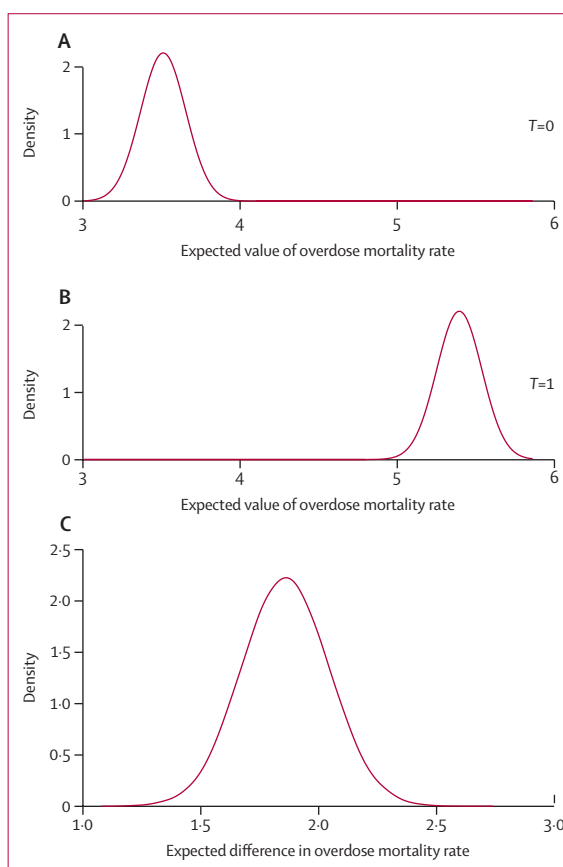 A
2
1
0
Density
T=0
3 4 5 6
Expected value of overdose mortality rate
B
2
1
0
Density
T=1
3 4 5 6
Expected value of overdose mortality rate
C
2·5
2·0
1·5
1·0
0·5
0
Density
1·0 1·5 2·0 2·5 3·0
Expected difference in overdose mortality rate